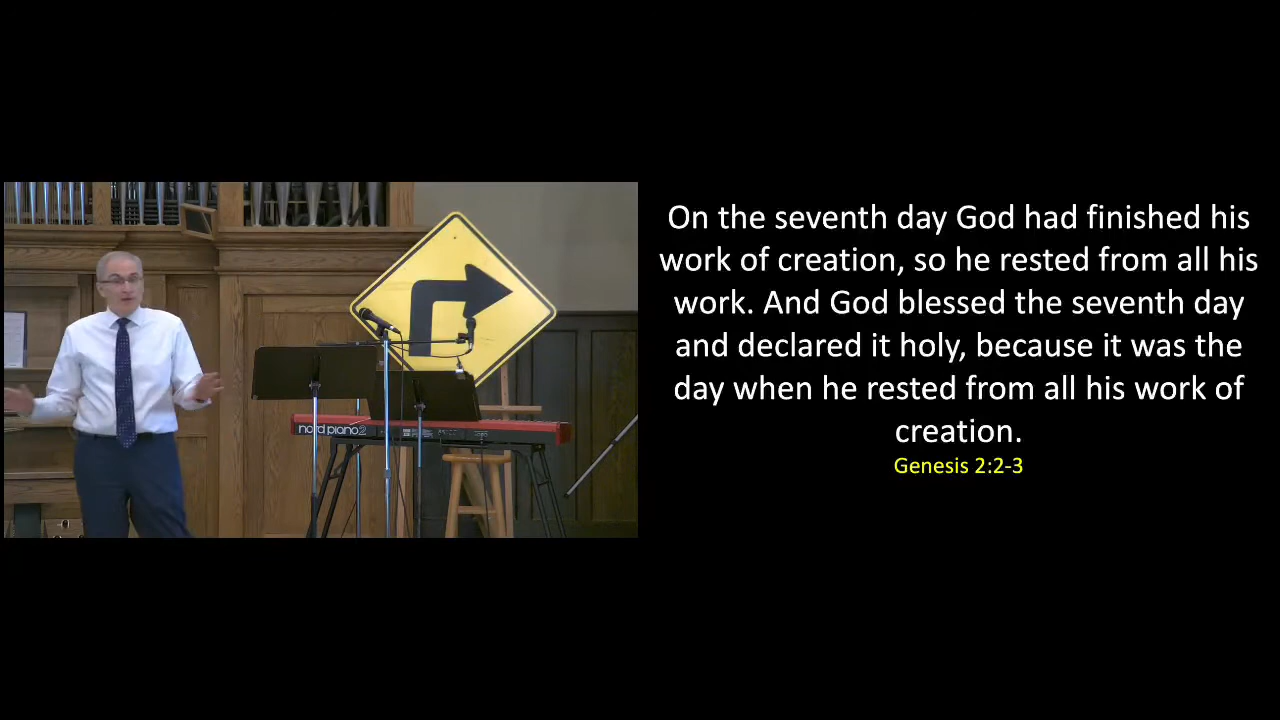 On the seventh day God had finished his
work of creation, so he rested from all his
work. And God blessed the seventh day
and declared it holy, because it was the
day when he rested from all his work of
creation.
Genesis 2:2-3
nord piano 2